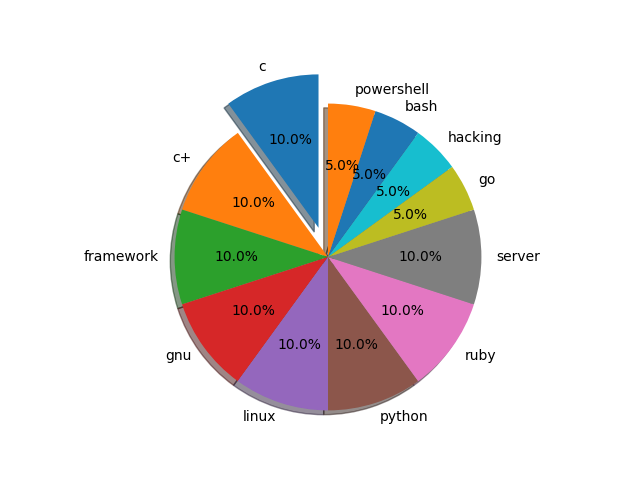 c
powershell
bash
hacking
go
server
ruby
python
linux
gnu
framework
c+
10.0%
5.0%
5.0%
5.0%
5.0%
10.0%
10.0%
10.0%
10.0%
10.0%
10.0%
10.0%